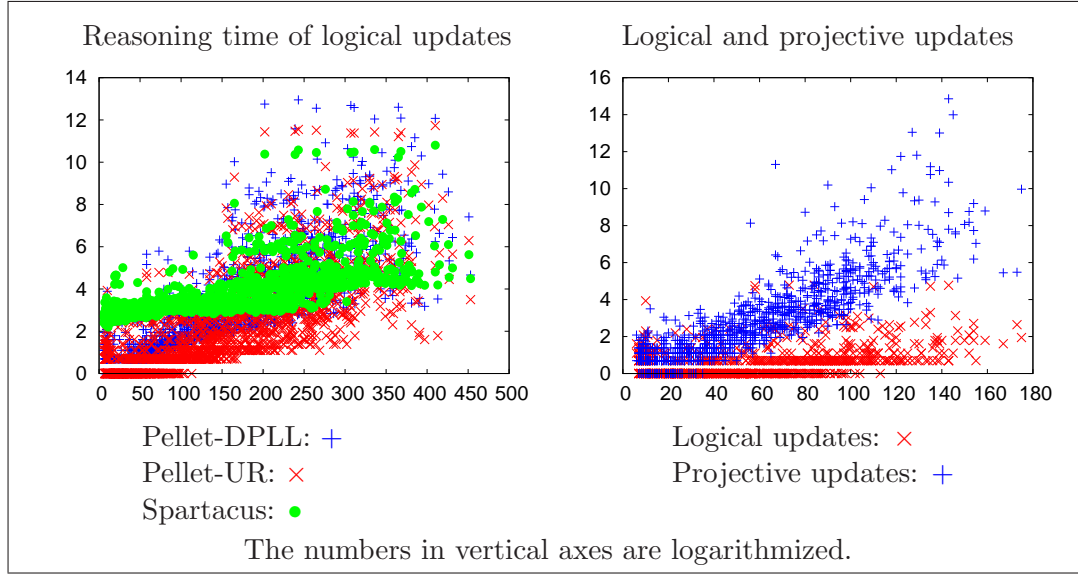 Reasoning time of logical updates
Logical and projective updates
14
12
10
8
6
4
2
0
0 50 100 150 200 250 300 350 400 450 500
16
14
12
10
8
6
4
2
0
0 20 40 60 80 100 120 140 160 180
Pellet-DPLL:
Pellet-UR:
Spartacus:
Logical updates:
Projective updates:
The numbers in vertical axes are logarithmized.